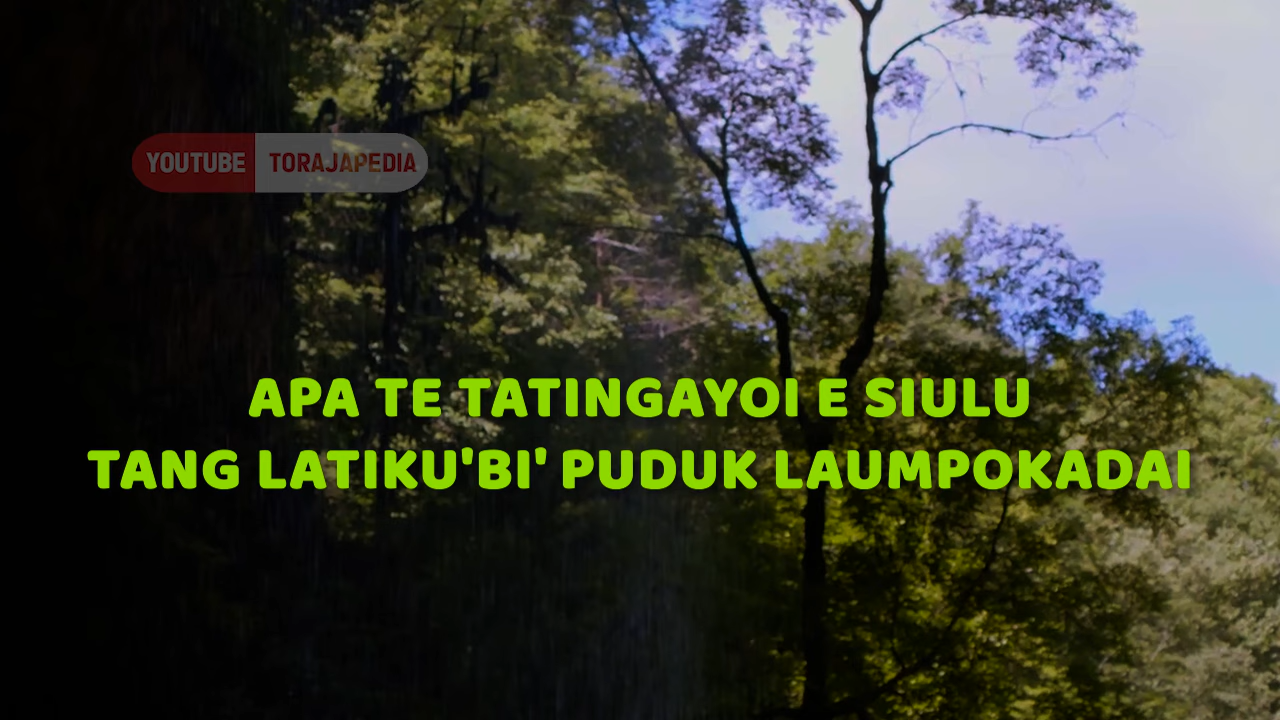 YOUTUBE TORAJAPEDIA
APA TE TATINGAYOI E SIULU
TANG LATIKU'BI' PUDUK LAUMPOKADAI